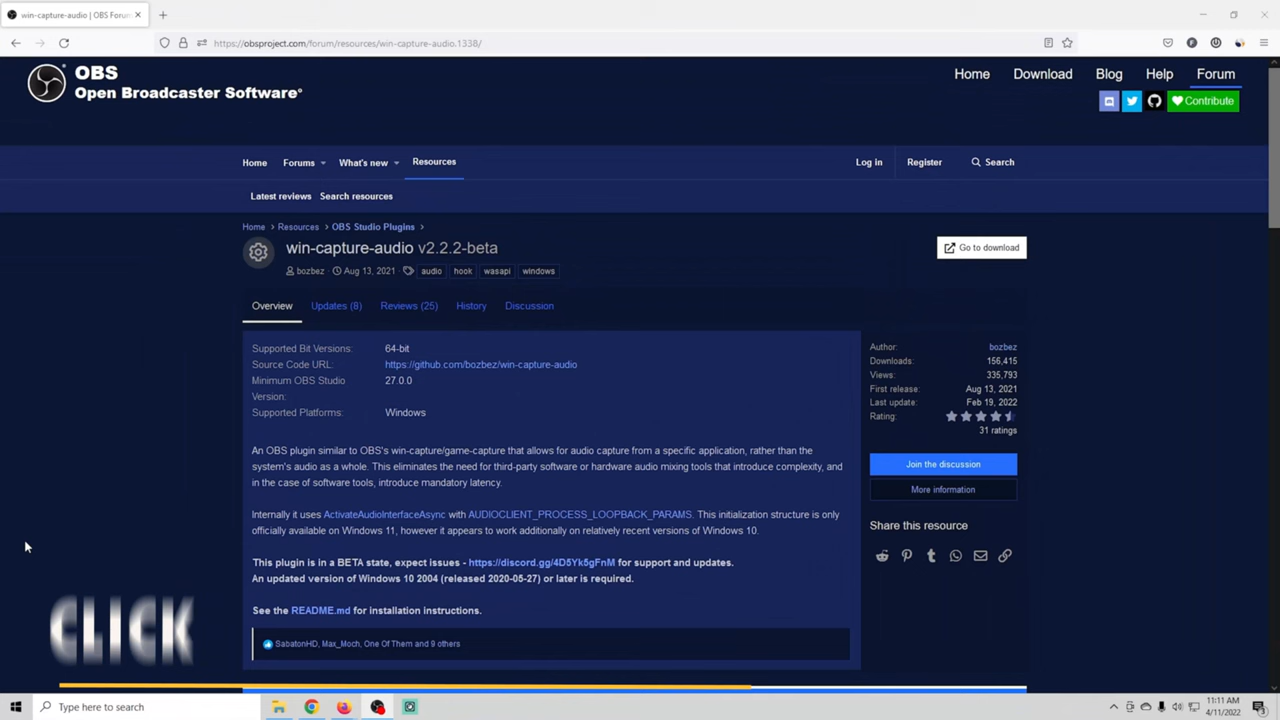 win-capture-audio | OBS Forum
https://obsproject.com/forum/resources/win-capture-audio.1338/
OBS
Open Broadcaster Software
Home Download Blog Help Forum
Contribute
Home Forums What's new Resources Log in Register Search
Latest reviews Search resources
Home > Resources > OBS Studio Plugins >
win-capture-audio v2.2.2-beta
Go to download
bozbez Aug 13, 2021 audio hook wasapi windows
Overview Updates (8) Reviews (25) History Discussion
Supported Bit Versions: 64-bit
Source Code URL: https://github.com/bozbez/win-capture-audio
Minimum OBS Studio 27.0.0
Version:
Supported Platforms: Windows
An OBS plugin similar to OBS's win-capture/game-capture that allows for audio capture from a specific application, rather than the
system's audio as a whole. This eliminates the need for third-party software or hardware audio mixing tools that introduce complexity, and
in the case of software tools, introduce mandatory latency.
Internally it uses ActivateAudioInterfaceAsync with AUDIOCLIENT_PROCESS_LOOPBACK_PARAMS. This initialization structure is only
officially available on Windows 11, however it appears to work additionally on relatively recent versions of Windows 10.
This plugin is in a BETA state, expect issues - https://discord.gg/4D5Yk5gFnM for support and updates.
An updated version of Windows 10 2004 (released 2020-05-27) or later is required.
See the README.md for installation instructions.
SabatonHD, Max_Moch, One Of Them and 9 others
Author: bozbez
Downloads: 156,415
Views: 335,793
First release: Aug 13, 2021
Last update: Feb 19, 2022
Rating:
31 ratings
Join the discussion
More information
Share this resource
CLICK
Type here to search
11:11 AM
4/11/2022
3